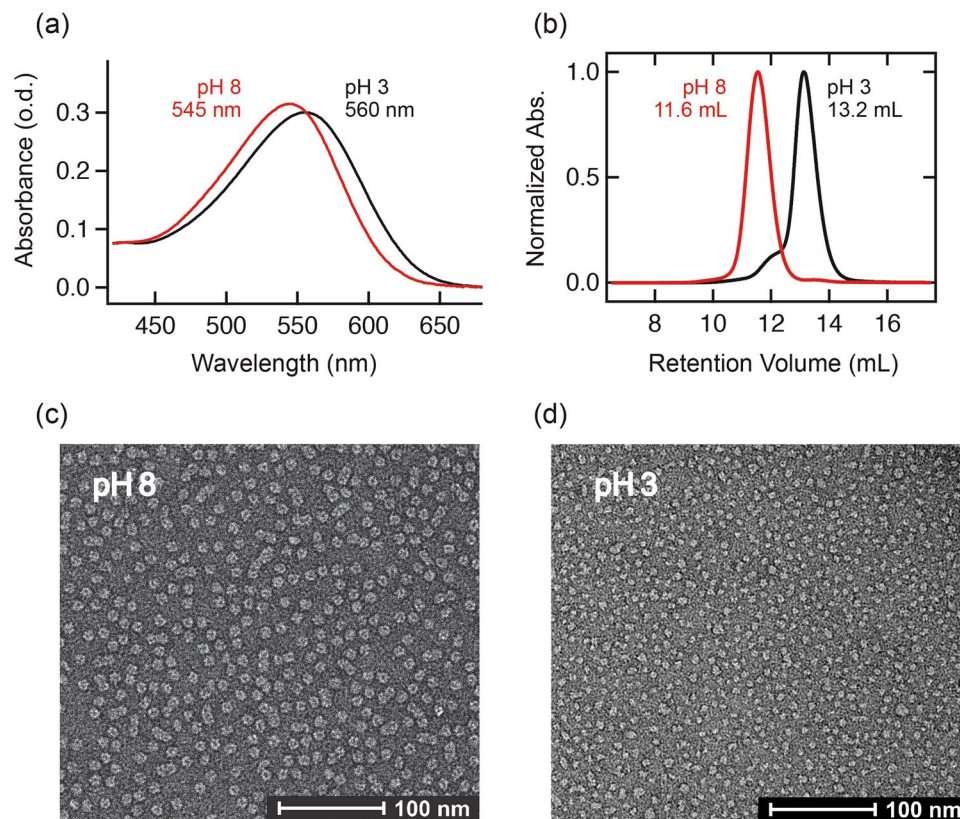 (a)
pH 8
545 nm
pH 3
560 nm
Absorbance (o.d.)
0.3
0.2
0.1
0.0
450
500
550
600
650
Wavelength (nm)
(b)
pH 8
11.6 mL
pH 3
13.2 mL
Normalized Abs.
1.0
0.5
0.0
8
10
12
14
16
Retention Volume (mL)
(c)
pH 8
100 nm
(d)
pH 3
100 nm